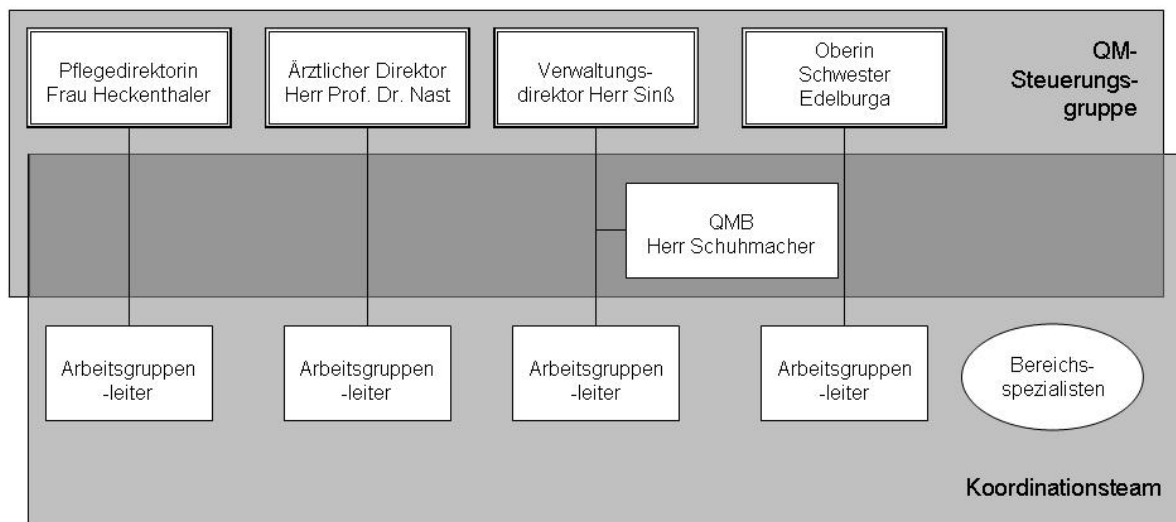 Pflegedirektorin
Frau Heckenthaler
Ärztlicher Direktor
Herr Prof. Dr. Nast
Verwaltungs-
direktor Herr Sinß
Oberin
Schwester
Edelburga
QM-
Steuerungs-
gruppe
QMB
Herr Schuhmacher
Arbeitsgruppen
-leiter
Arbeitsgruppen
-leiter
Arbeitsgruppen
-leiter
Arbeitsgruppen
-leiter
Bereichs-
spezialisten
Koordinationsteam